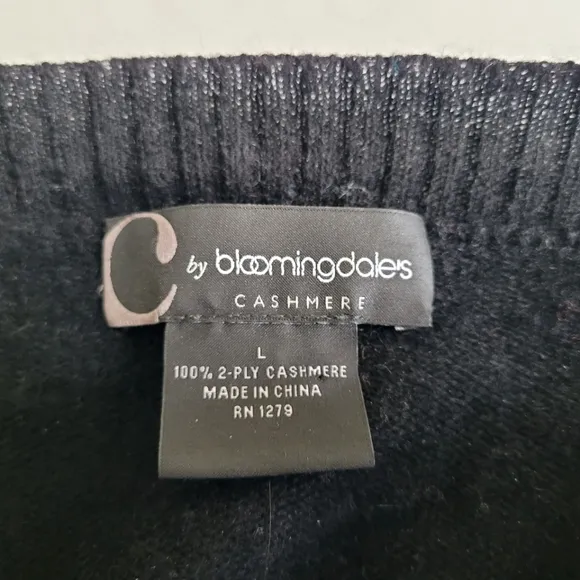 C by bloomingdale's
CASHMERE
L
100% 2-PLY CASHMERE
MADE IN CHINA
RN 1279